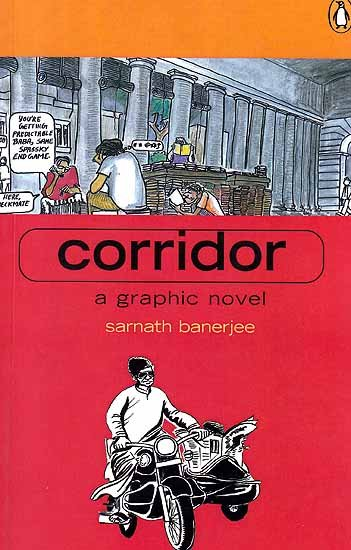 YOU'RE
GETTING
PREDICTABLE
BABA, SAME
SPASSKY
END GAME.
HERE,
CHECKMATE
corridor
a graphic novel
sarnath banerjee